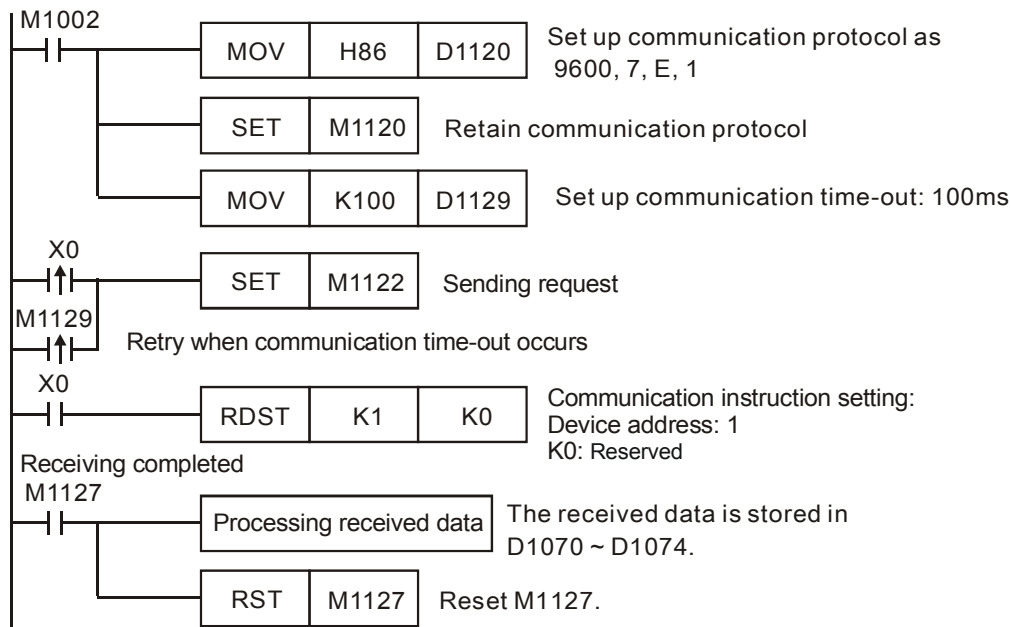 M1002
MOV H86 D1120 Set up communication protocol as
9600, 7, E, 1
SET M1120 Retain communication protocol
MOV K100 D1129 Set up communication time-out: 100ms
X0
SET M1122 Sending request
M1129
Retry when communication time-out occurs
X0
RDST K1 K0 Communication instruction setting:
Device address: 1
K0: Reserved
Receiving completed
M1127
Processing received data The received data is stored in
D1070 ~ D1074.
RST M1127 Reset M1127.